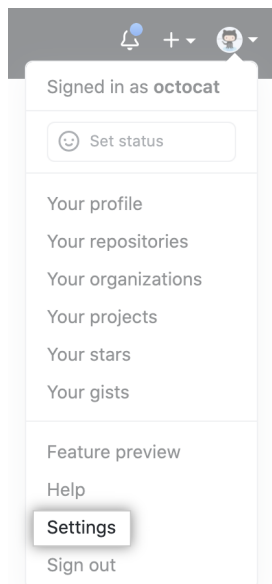 Signed in as octocat
Set status
Your profile
Your repositories
Your organizations
Your projects
Your stars
Your gists
Feature preview
Help
Settings
Sign out